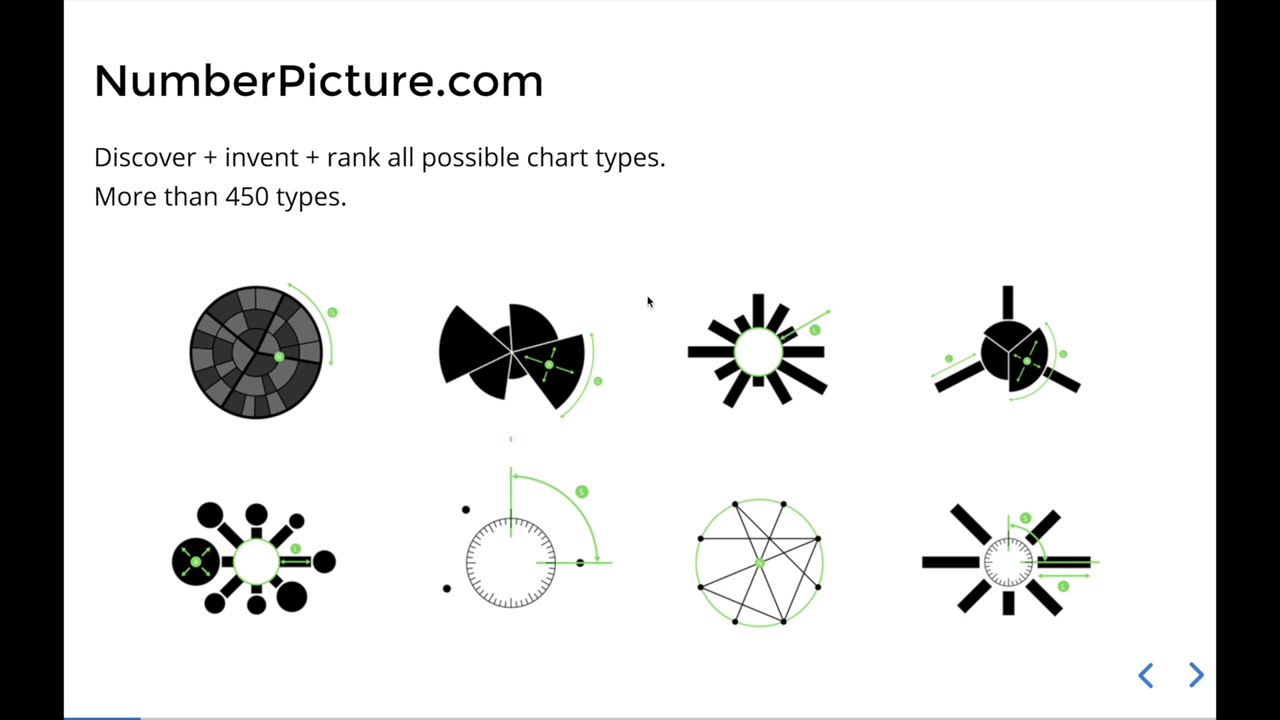 NumberPicture.com
Discover + invent + rank all possible chart types.
More than 450 types.
G
G
L
L
G
L
S
S
L